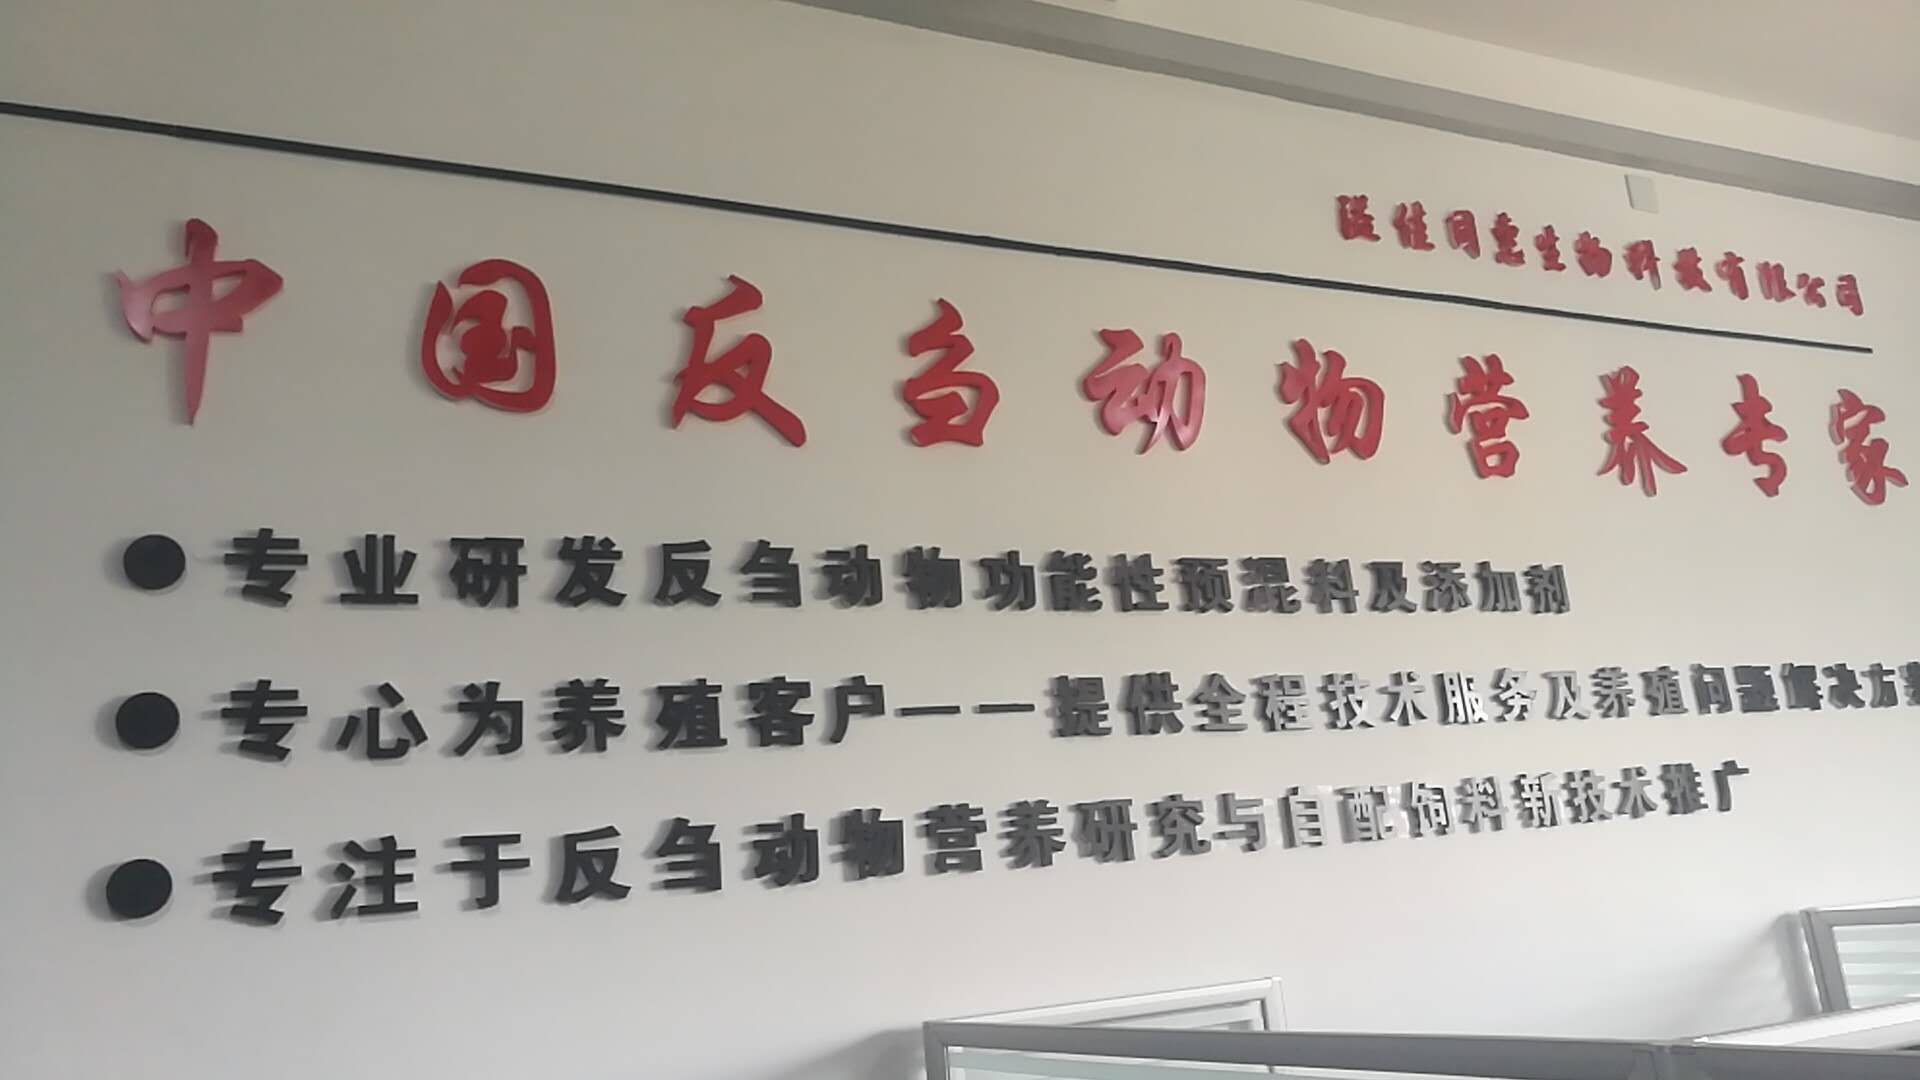 溢佳同惠生物科技有限公司
中国反刍动物营养专家
●专业研发反刍动物功能性预混料及添加剂
●专心为养殖客户——提供全程技术服务及养殖问题解决方案
●专注于反刍动物营养研究与自配饲料新技术推广